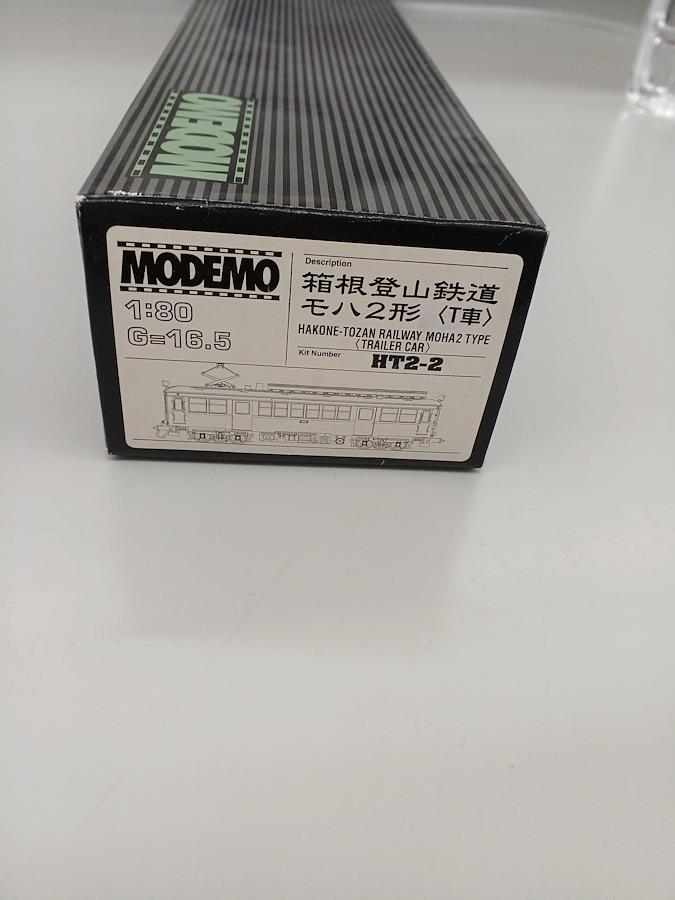 MODEMO
MODEMO
1:80
G=16.5
Description
箱根登山鉄道
モハ2形〈T車〉
HAKONE-TOZAN RAILWAY MOHA2 TYPE
〈TRAILER CAR〉
Kit Number
HT2-2